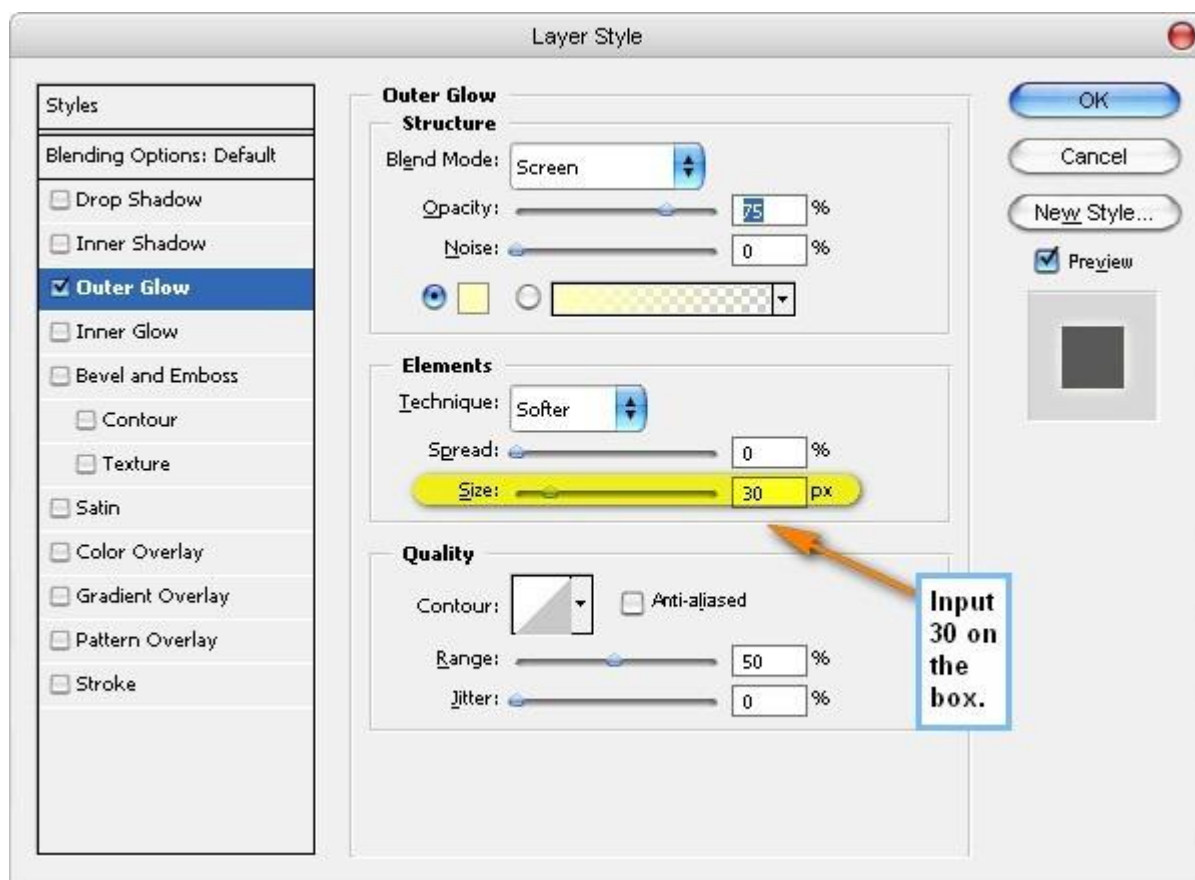 Layer Style
Styles
Blending Options: Default
Drop Shadow
Inner Shadow
Outer Glow
Inner Glow
Bevel and Emboss
Contour
Texture
Satin
Color Overlay
Gradient Overlay
Pattern Overlay
Stroke
Outer Glow
Structure
Blend Mode: Screen
Opacity: 75 %
Noise: 0 %
Elements
Technique: Softer
Spread: 0 %
Size: 30 px
Quality
Contour: Anti-aliased
Range: 50 %
Jitter: 0 %
OK
Cancel
New Style...
Preview
Input
30 on
the
box.